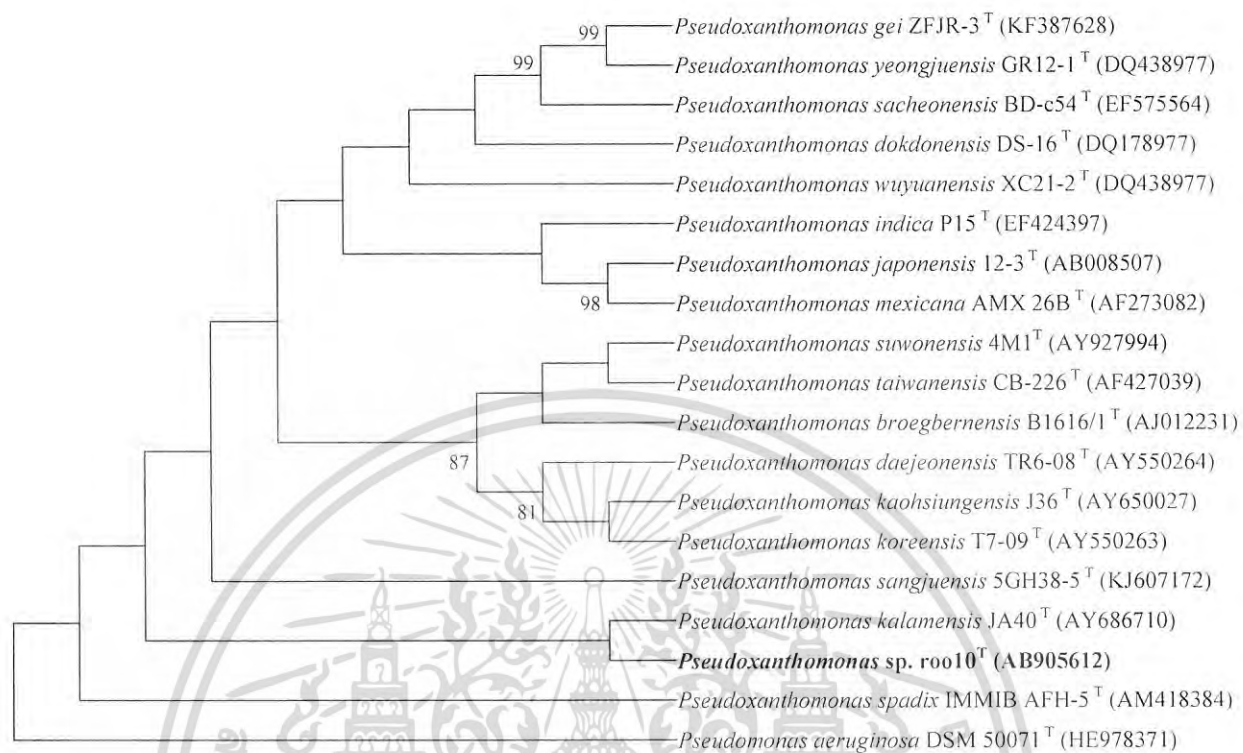 Pseudoxanthomonas gei ZFJR-3 T (KF387628)
99
99
Pseudoxanthomonas yeongjuensis GR12-1 T (DQ438977)
Pseudoxanthomonas sacheonensis BD-c54 T (EF575564)
Pseudoxanthomonas dokdonensis DS-16 T (DQ178977)
Pseudoxanthomonas wuyuanensis XC21-2 T (DQ438977)
Pseudoxanthomonas indica P15 T (EF424397)
Pseudoxanthomonas japonensis 12-3 T (AB008507)
98
Pseudoxanthomonas mexicana AMX 26B T (AF273082)
Pseudoxanthomonas suwonensis 4M1T (AY927994)
Pseudoxanthomonas taiwanensis CB-226 T (AF427039)
Pseudoxanthomonas broegbernensis B1616/1 T (AJ012231)
87
Pseudoxanthomonas daejeonensis TR6-08 T (AY550264)
Pseudoxanthomonas kaohsiungensis J36 T (AY650027)
81
Pseudoxanthomonas koreensis T7-09 T (AY550263)
Pseudoxanthomonas sangjuensis 5GH38-5 T (KJ607172)
Pseudoxanthomonas kalamensis JA40 T (AY686710)
Pseudoxanthomonas sp. roo10T (AB905612)
Pseudoxanthomonas spadix IMMIB AFH-5 T (AM418384)
Pseudomonas aeruginosa DSM 50071 T (HE978371)